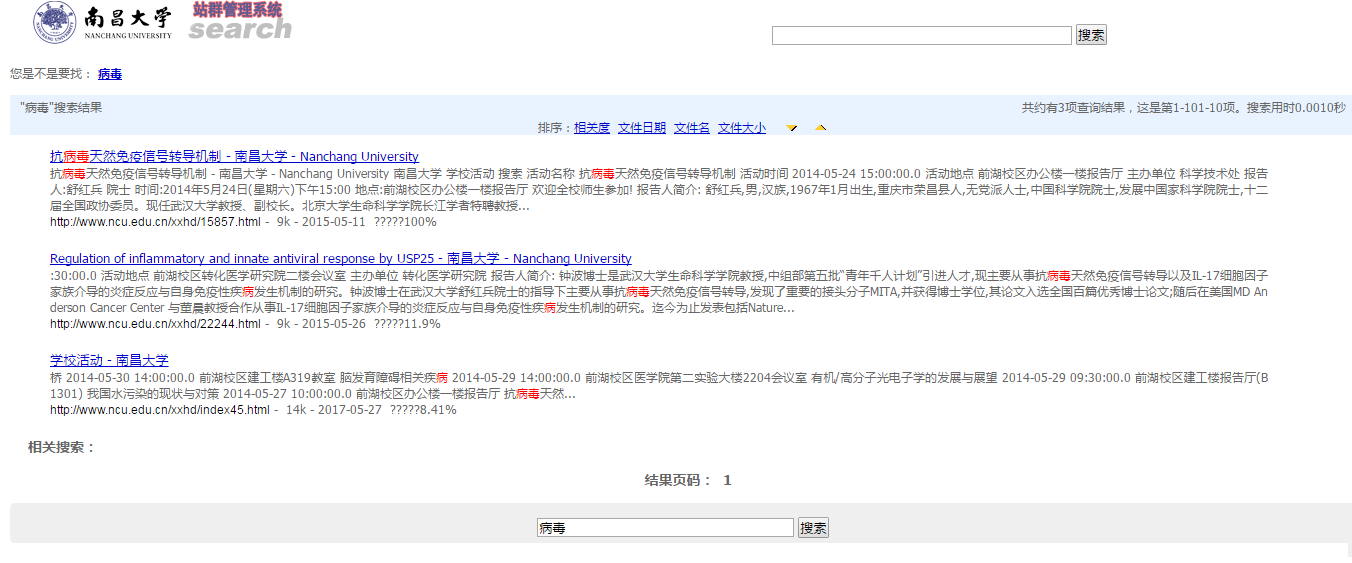 南昌大学
NANCHANG UNIVERSITY
站群管理系统
search
搜索
您是不是要找： 病毒
"病毒"搜索结果
共约有3项查询结果，这是第1-101-10项。搜索用时0.0010秒
排序：相关度 文件日期 文件名 文件大小
抗病毒天然免疫信号转导机制 - 南昌大学 - Nanchang University
抗病毒天然免疫信号转导机制 - 南昌大学 - Nanchang University 南昌大学 学校活动 搜索 活动名称 抗病毒天然免疫信号转导机制 活动时间 2014-05-24 15:00:00.0 活动地点 前湖校区办公楼一楼报告厅 主办单位 科学技术处 报告
人:舒红兵 院士 时间:2014年5月24日(星期六)下午15:00 地点:前湖校区办公楼一楼报告厅 欢迎全校师生参加! 报告人简介: 舒红兵,男,汉族,1967年1月出生,重庆市荣昌县人,无党派人士,中国科学院院士,发展中国家科学院院士,十二
届全国政协委员。现任武汉大学教授、副校长。北京大学生命科学学院长江学者特聘教授...
http://www.ncu.edu.cn/xxhd/15857.html - 9k - 2015-05-11 ?????100%
Regulation of inflammatory and innate antiviral response by USP25 - 南昌大学 - Nanchang University
:30:00.0 活动地点 前湖校区转化医学研究院二楼会议室 主办单位 转化医学研究院 报告人简介: 钟波博士是武汉大学生命科学学院教授,中组部第五批“青年千人计划”引进人才,现主要从事抗病毒天然免疫信号转导以及IL-17细胞因子
家族介导的炎症反应与自身免疫性疾病发生机制的研究。钟波博士在武汉大学舒红兵院士的指导下主要从事抗病毒天然免疫信号转导,发现了重要的接头分子MITA,并获得博士学位,其论文入选全国百篇优秀博士论文;随后在美国MD An
derson Cancer Center 与董晨教授合作从事IL-17细胞因子家族介导的炎症反应与自身免疫性疾病发生机制的研究。迄今为止发表包括Nature...
http://www.ncu.edu.cn/xxhd/22244.html - 9k - 2015-05-26 ?????11.9%
学校活动 - 南昌大学
桥 2014-05-30 14:00:00.0 前湖校区建工楼A319教室 脑发育障碍相关疾病 2014-05-29 14:00:00.0 前湖校区医学院第二实验大楼2204会议室 有机/高分子光电子学的发展与展望 2014-05-29 09:30:00.0 前湖校区建工楼报告厅(B
1301) 我国水污染的现状与对策 2014-05-27 10:00:00.0 前湖校区办公楼一楼报告厅 抗病毒天然...
http://www.ncu.edu.cn/xxhd/index45.html - 14k - 2017-05-27 ?????8.41%
相关搜索：
结果页码： 1
病毒 搜索